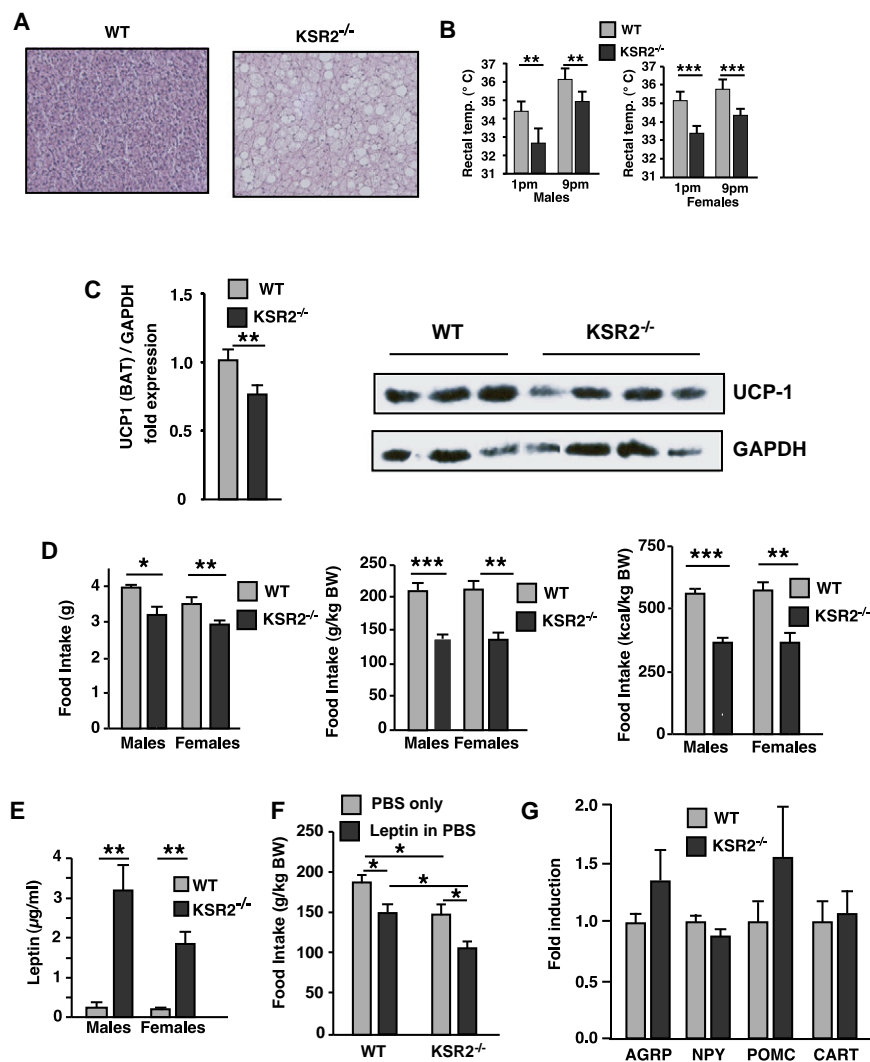 A
WT
KSR2-/-
B
WT
KSR2-/-
Rectal temp. (° C)
37
36
35
34
33
32
31
**
**
1pm
9pm
Males
Rectal temp. (° C)
37
36
35
34
33
32
31
***
***
1pm
9pm
Females
C
UCP1 (BAT) / GAPDH
fold expression
1.5
1.0
0.5
0
WT
KSR2-/-
**
WT
KSR2-/-
UCP-1
GAPDH
D
Food Intake (g)
4
3
2
1
0
*
**
WT
KSR2-/-
Males
Females
Food Intake (g/kg BW)
250
200
150
100
50
0
***
**
WT
KSR2-/-
Males
Females
Food Intake (kcal/kg BW)
750
500
250
0
***
**
WT
KSR2-/-
Males
Females
E
Leptin (µg/ml)
4
3
2
1
0
**
**
WT
KSR2-/-
Males
Females
F
PBS only
Leptin in PBS
Food Intake (g/kg BW)
250
200
150
100
50
0
*
*
*
*
WT
KSR2-/-
G
WT
KSR2-/-
Fold induction
2.0
1.5
1.0
0.5
0.0
AGRP
NPY
POMC
CART